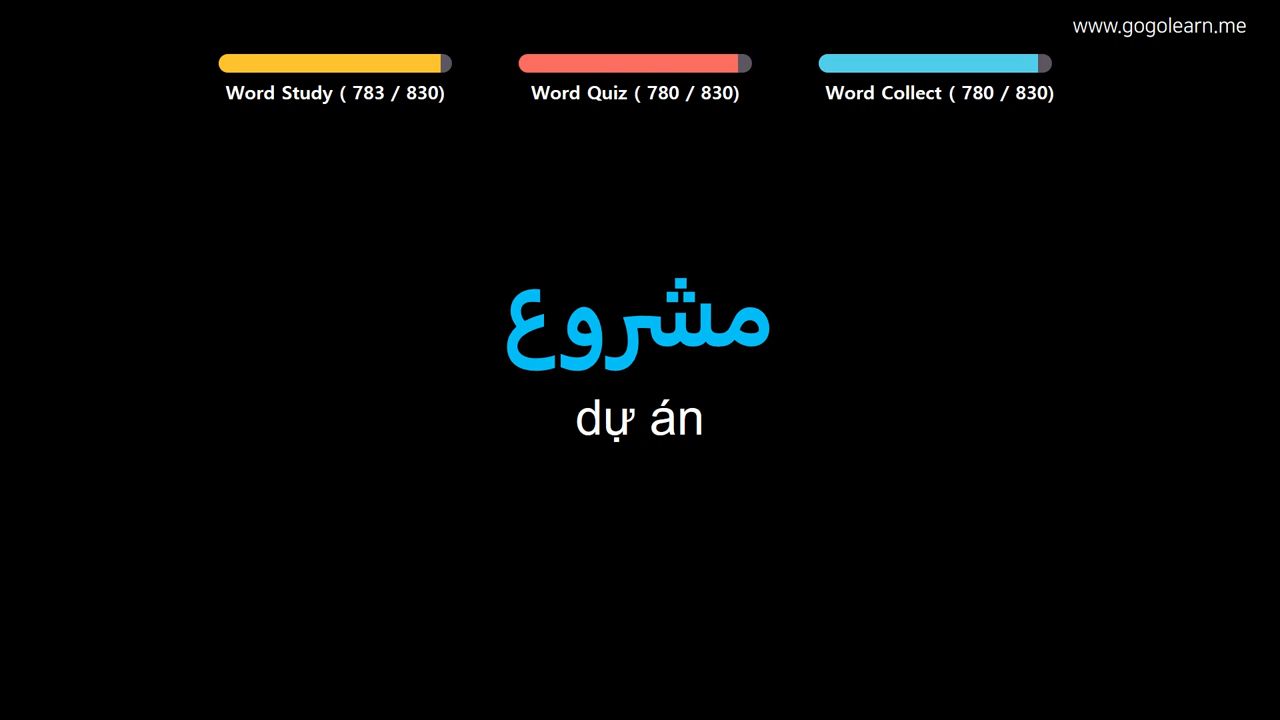 www.gogolearn.me
Word Study ( 783 / 830)
Word Quiz ( 780 / 830)
Word Collect ( 780 / 830)
مشروع
dự án